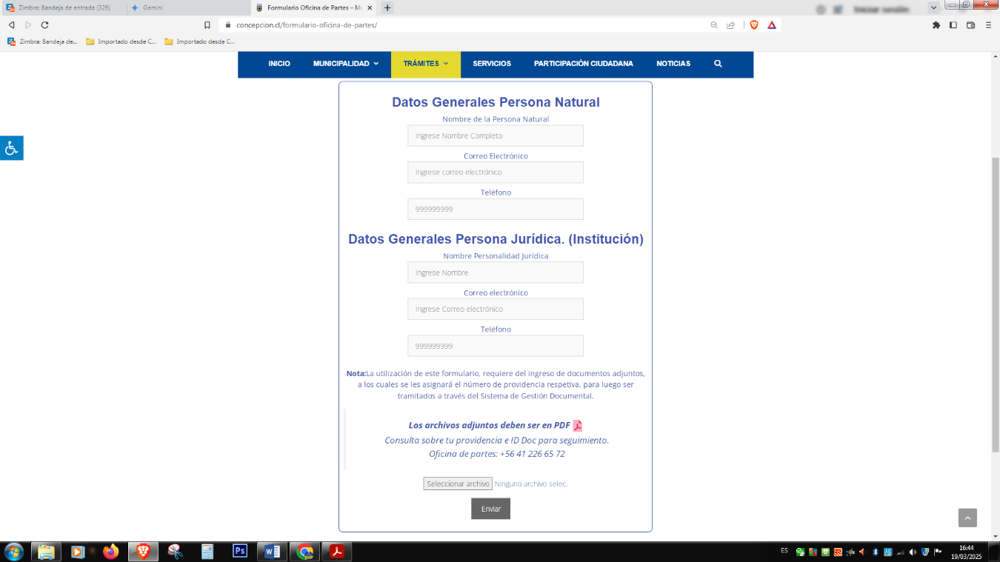 Zimbra: Bandeja de entrada (326)
Gemini
Formulario Oficina de Partes – Mu
concepcion.cl/formulario-oficina-de-partes/
Zimbra: Bandeja de...
Importado desde C...
Importado desde C...
INICIO
MUNICIPALIDAD
TRÁMITES
SERVICIOS
PARTICIPACIÓN CIUDADANA
NOTICIAS
Datos Generales Persona Natural
Nombre de la Persona Natural
Ingrese Nombre Completo
Correo Electrónico
Ingrese correo electrónico
Teléfono
999999999
Datos Generales Persona Jurídica. (Institución)
Nombre Personalidad Jurídica
Ingrese Nombre
Correo electrónico
Ingrese Correo electrónico
Teléfono
999999999
Nota:La utilización de este formulario, requiere del ingreso de documentos adjuntos,
a los cuales se les asignará el número de providencia respetiva, para luego ser
tramitados a través del Sistema de Gestión Documental.
Los archivos adjuntos deben ser en PDF
Consulta sobre tu providencia e ID Doc para seguimiento.
Oficina de partes: +56 41 226 65 72
Seleccionar archivo Ninguno archivo selec.
Enviar
Ps
ES
16:44
19/03/2025